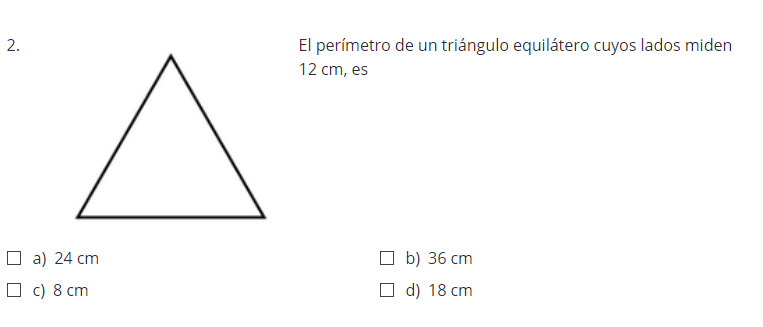 2.
El perímetro de un triángulo equilátero cuyos lados miden
12 cm, es
a) 24 cm
b) 36 cm
c) 8 cm
d) 18 cm